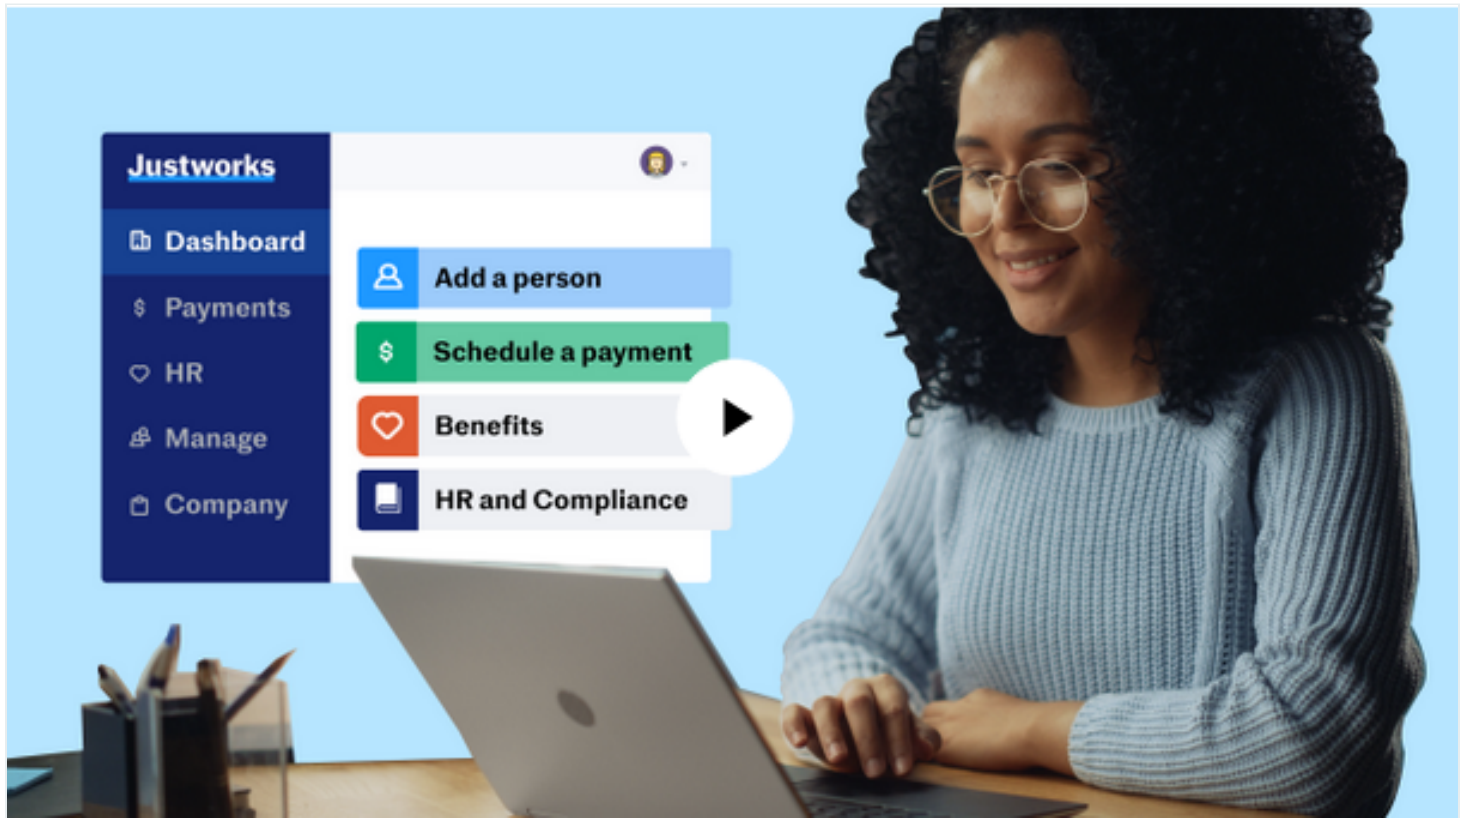 Justworks
Dashboard
Payments
HR
Manage
Company
Add a person
Schedule a payment
Benefits
HR and Compliance